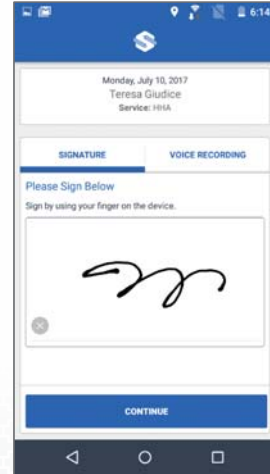 6:14
Monday, July 10, 2017
Teresa Giudice
Service: HHA
SIGNATURE
VOICE RECORDING
Please Sign Below
Sign by using your finger on the device.
CONTINUE